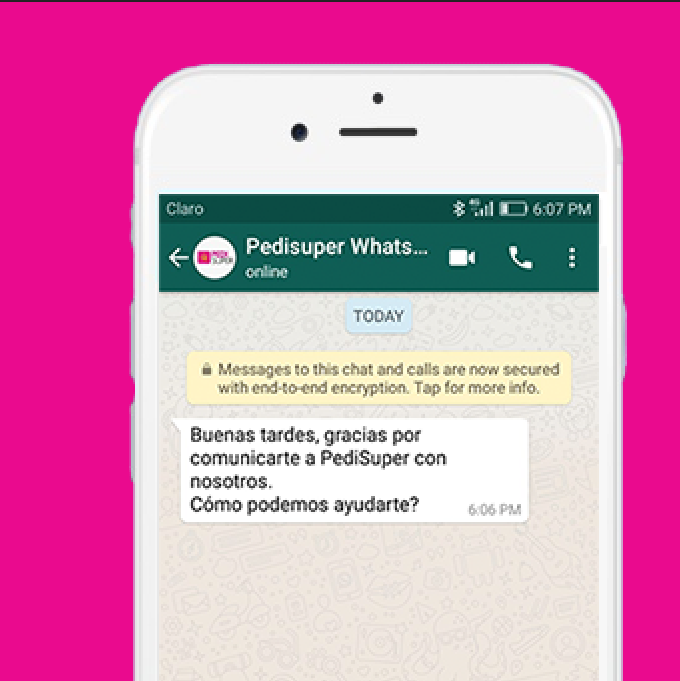 Claro
4G
6:07 PM
Pedisuper Whats...
online
TODAY
Messages to this chat and calls are now secured
with end-to-end encryption. Tap for more info.
Buenas tardes, gracias por
comunicarte a PediSuper con
nosotros.
Cómo podemos ayudarte?
6:06 PM